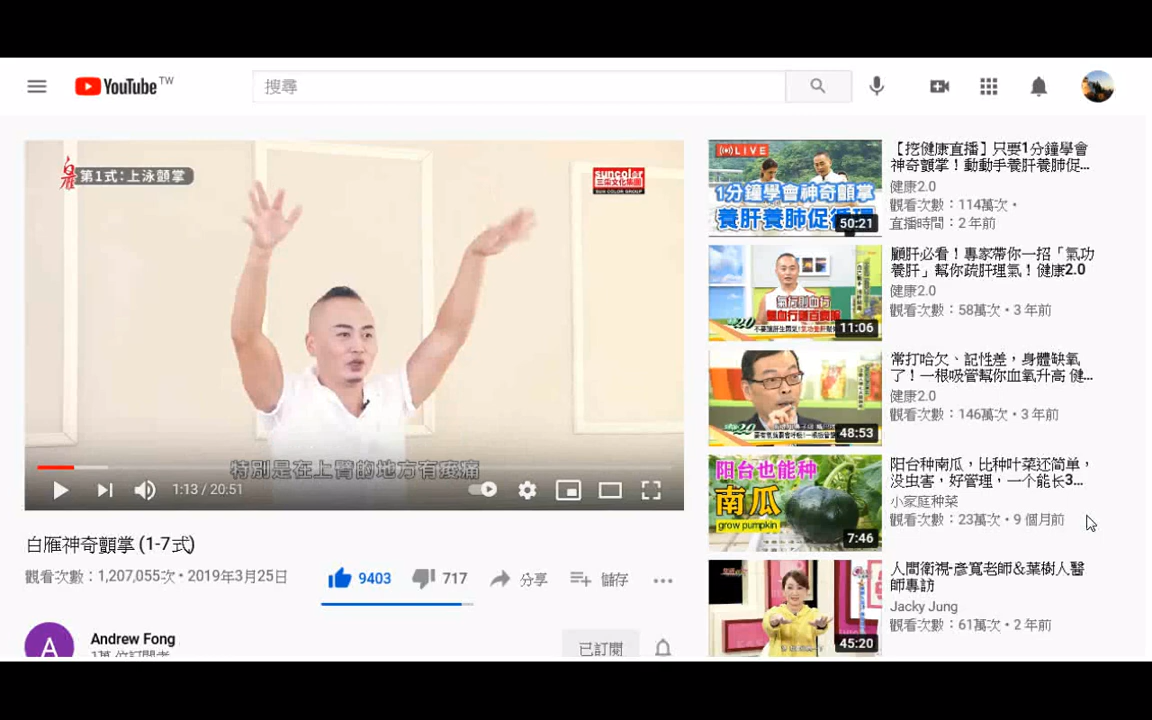 YouTube TW
搜尋
第1式:上泳顫掌
suncolor
三采文化集團
特別是在上臂的地方有痠痛
1:13 / 20:51
白雁神奇顫掌 (1-7式)
觀看次數：1,207,055次 • 2019年3月25日
9403
717
分享
儲存
A
Andrew Fong
已訂閱
LIVE
1分鐘學會神奇顫掌
養肝養肺促循環
50:21
【挖健康直播】只要1分鐘學會
神奇顫掌！動動手養肝養肺促...
健康2.0
觀看次數：114萬次 •
直播時間：2 年前
11:06
顧肝必看！專家帶你一招「氣功
養肝」幫你疏肝理氣！健康2.0
健康2.0
觀看次數：58萬次 • 3 年前
48:53
常打哈欠、記性差，身體缺氧
了！一根吸管幫你血氧升高 健...
健康2.0
觀看次數：146萬次 • 3 年前
阳台也能种
南瓜
grow pumpkin
7:46
阳台种南瓜，比种叶菜还简单，
没虫害，好管理，一个能长3...
小家庭种菜
觀看次數：23萬次 • 9 個月前
45:20
人間衛視-彥寬老師&葉樹人醫
師專訪
Jacky Jung
觀看次數：61萬次 • 2 年前